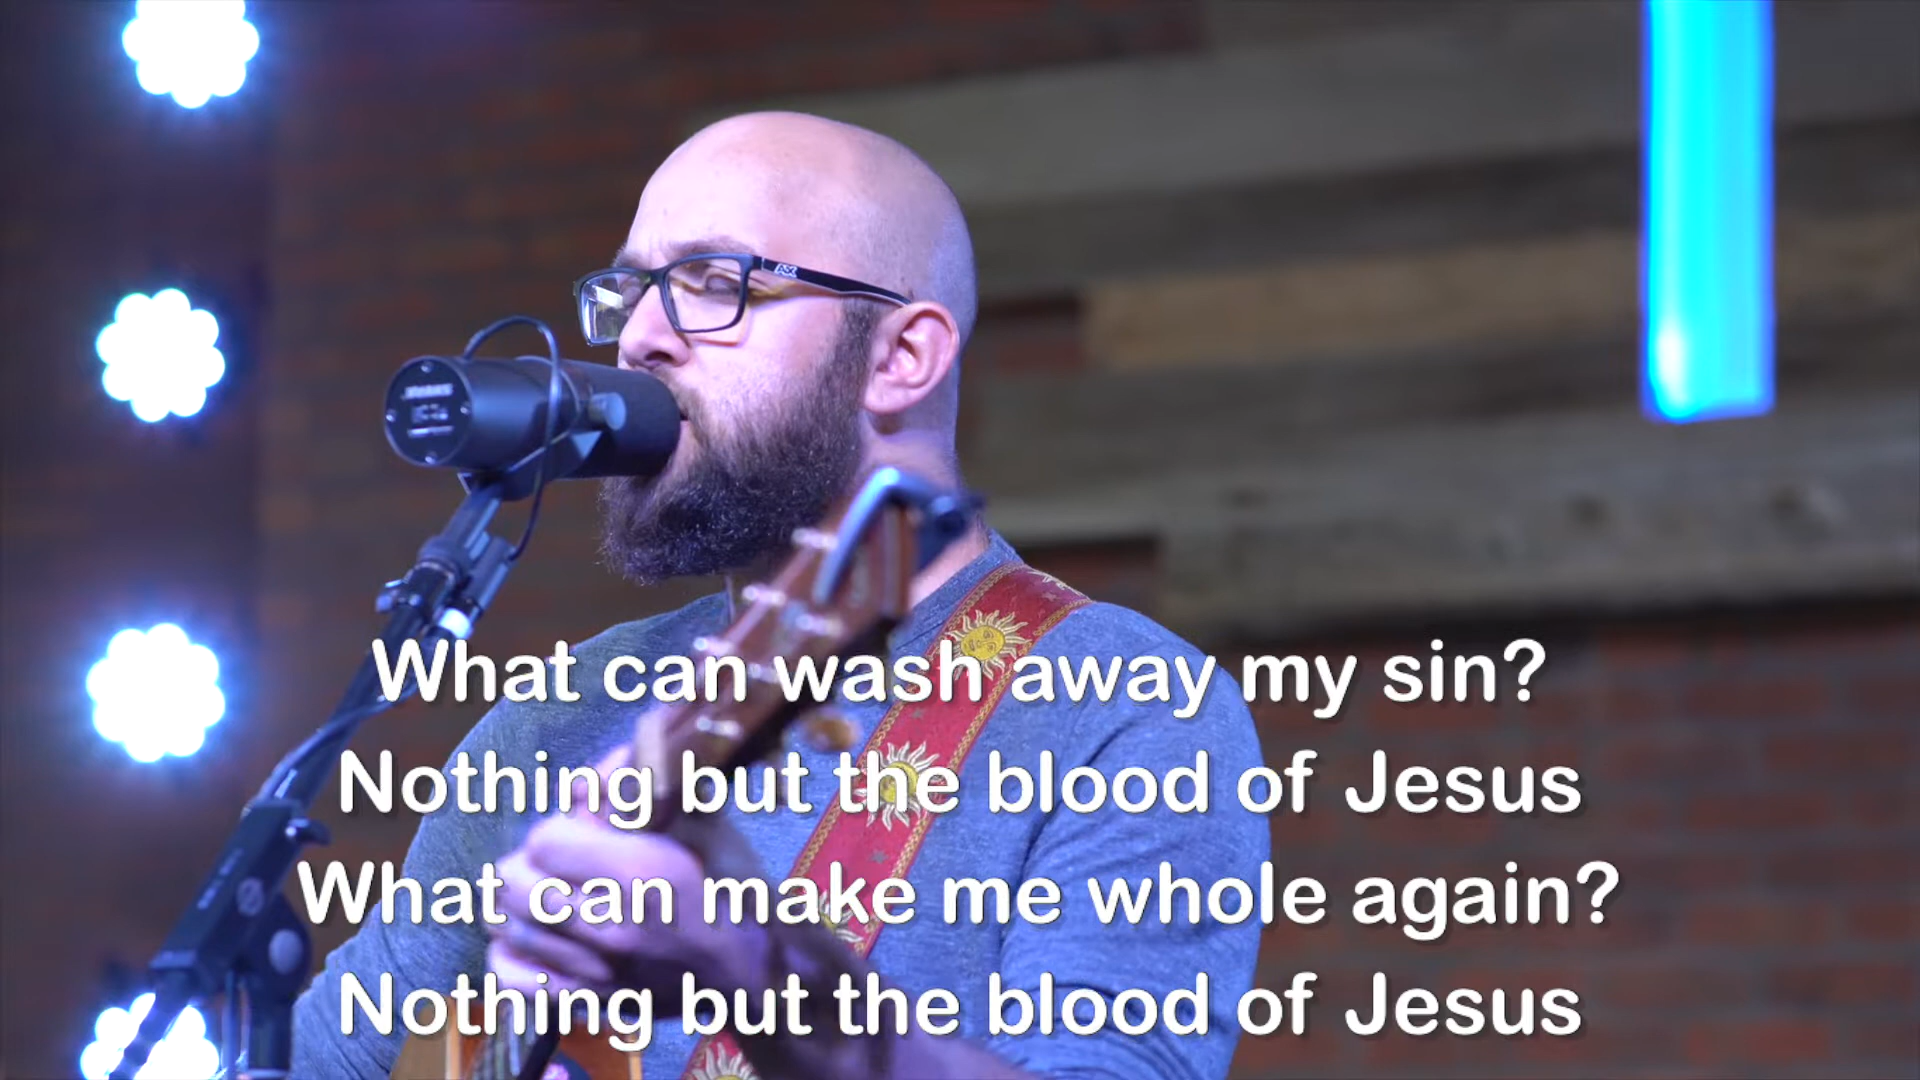 What can wash away my sin?
Nothing but the blood of Jesus
What can make me whole again?
Nothing but the blood of Jesus